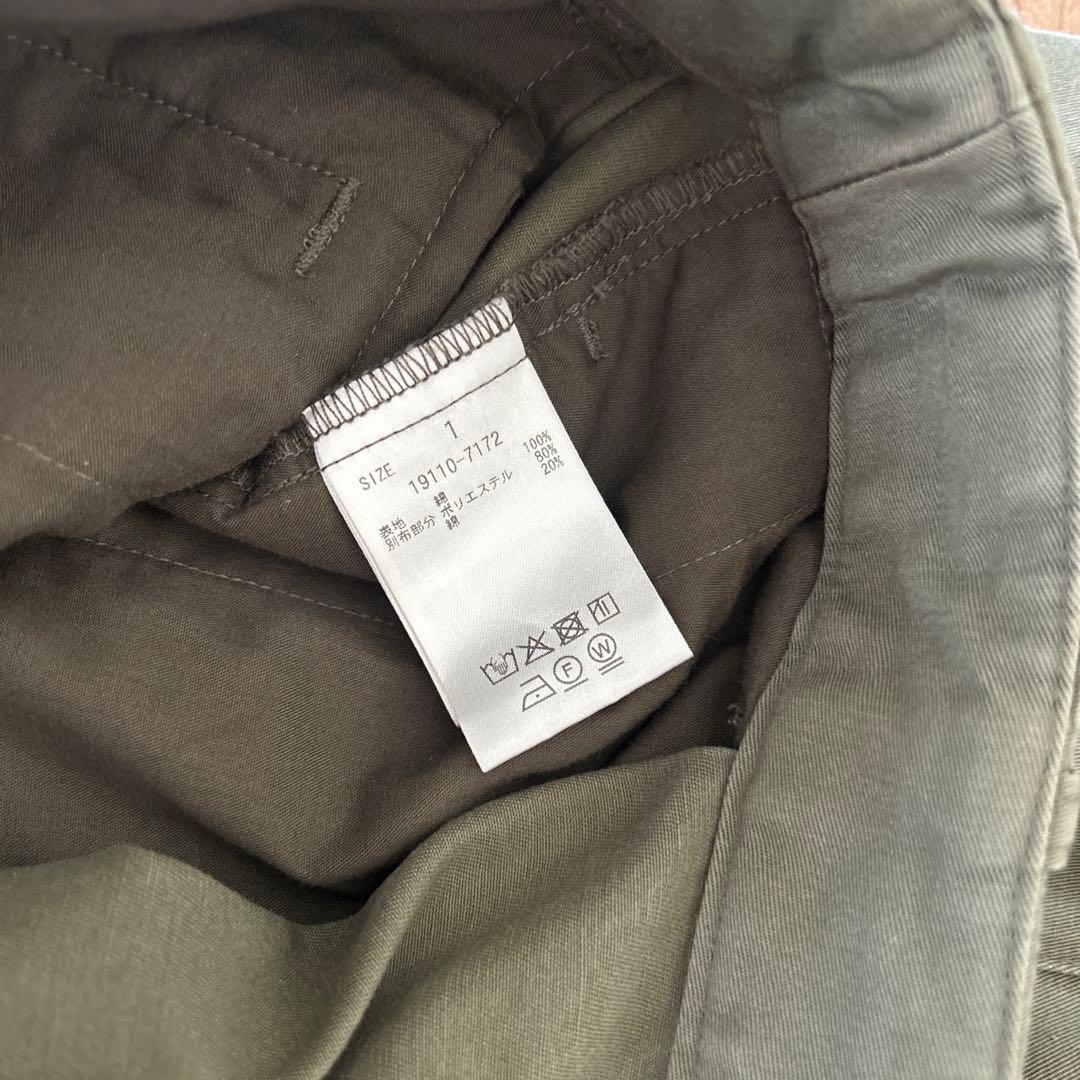 SIZE 1
19110-7172
表地 綿 100%
別布部分 ポリエステル 80%
綿 20%
F W